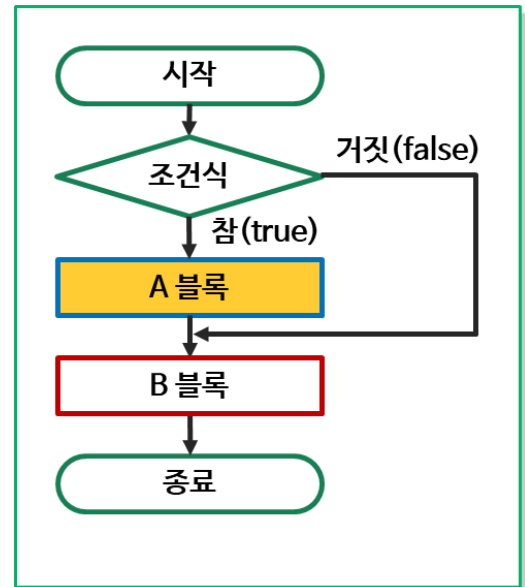 시작
조건식
거짓(false)
참(true)
A 블록
B 블록
종료